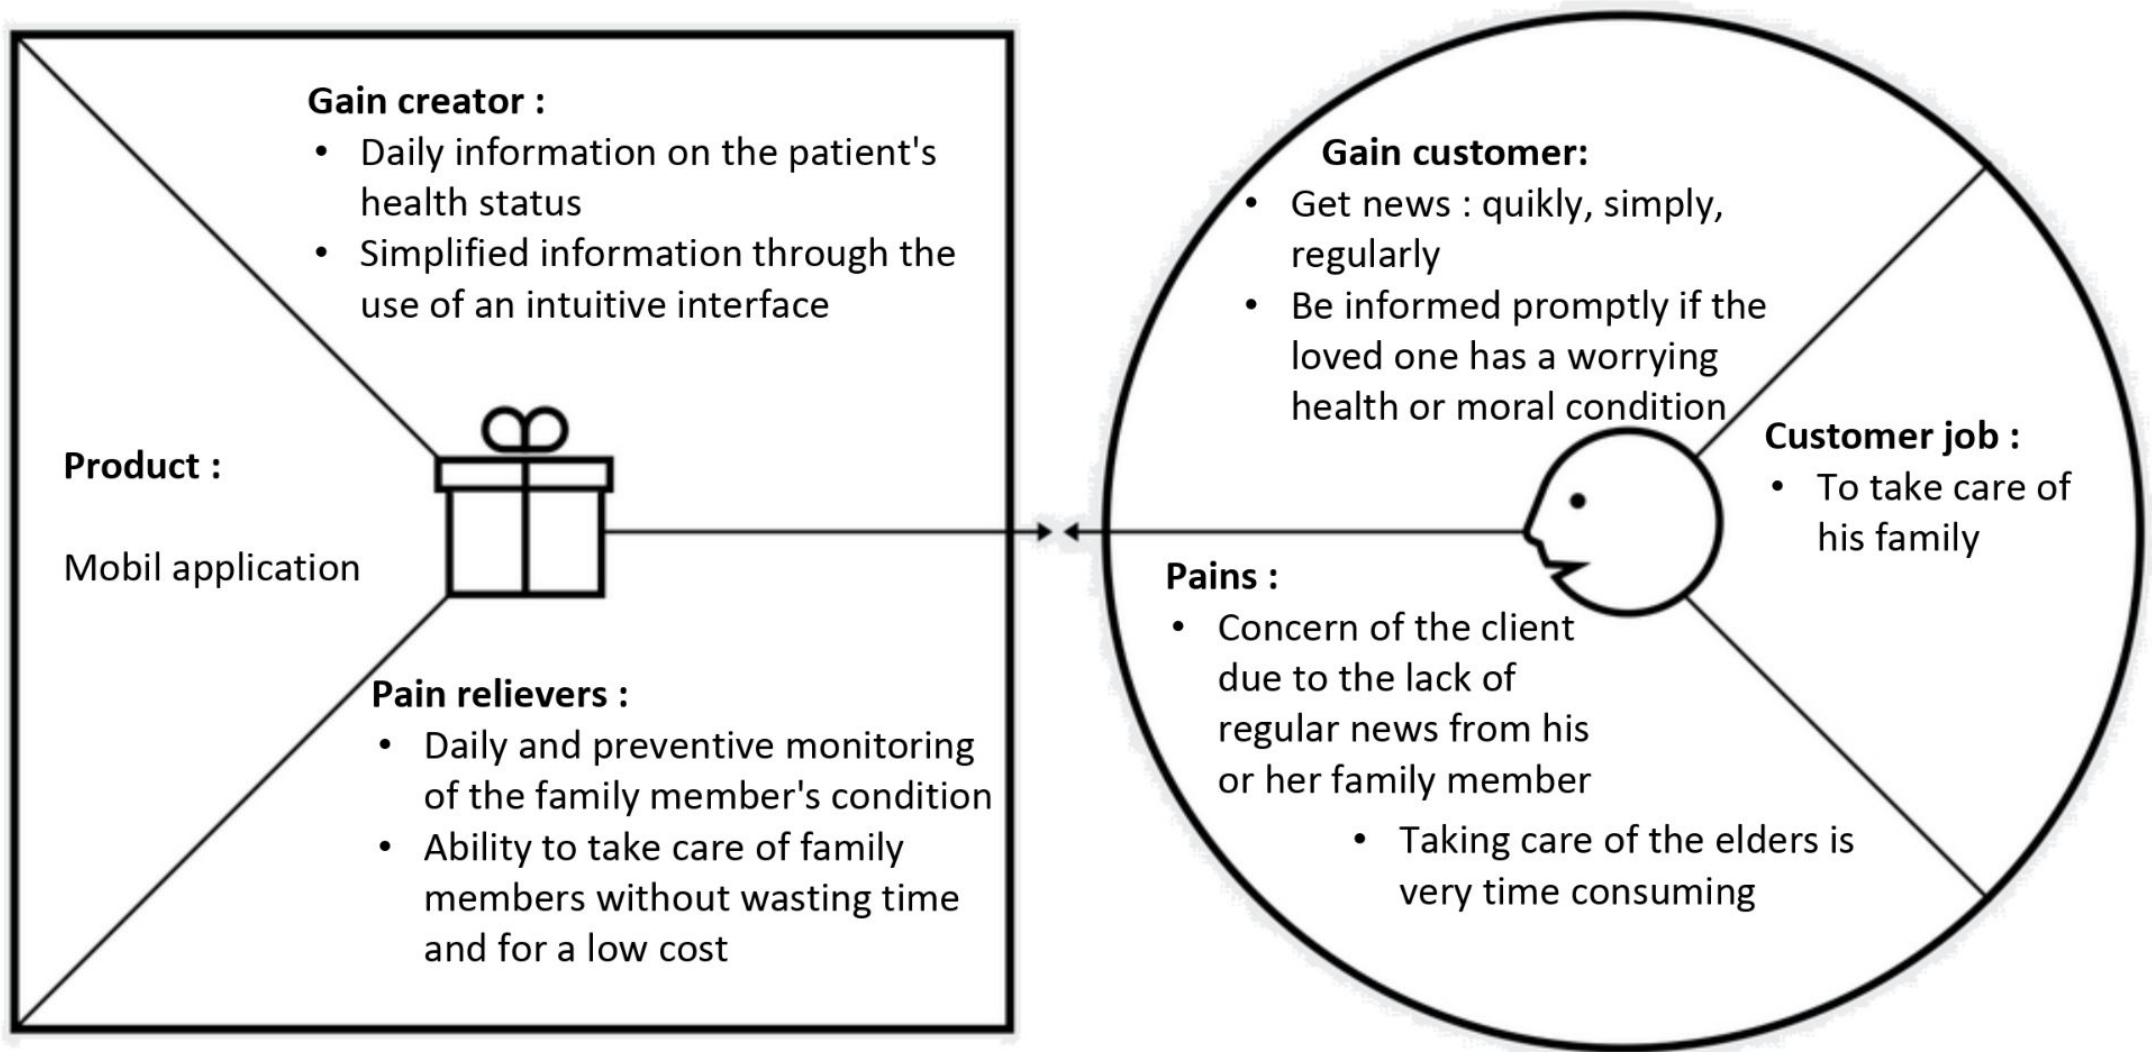 Gain creator :
• Daily information on the patient's
health status
• Simplified information through the
use of an intuitive interface
Product :
Mobil application
Pain relievers :
• Daily and preventive monitoring
of the family member's condition
• Ability to take care of family
members without wasting time
and for a low cost
Gain customer:
• Get news : quikly, simply,
regularly
• Be informed promptly if the
loved one has a worrying
health or moral condition
Customer job :
• To take care of
his family
Pains :
• Concern of the client
due to the lack of
regular news from his
or her family member
• Taking care of the elders is
very time consuming